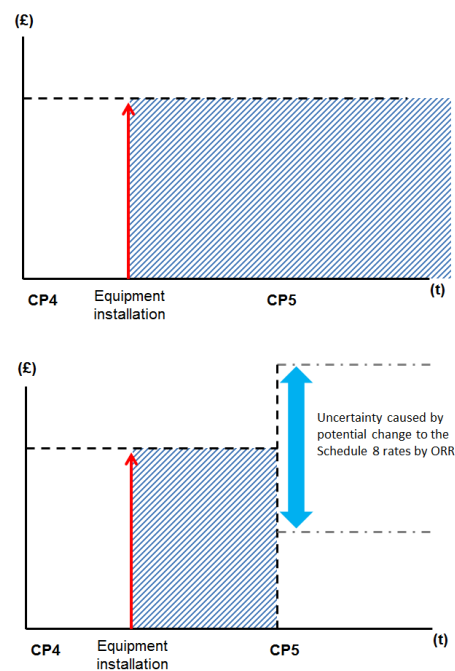 (£)
(t)
CP4
Equipment
installation
CP5
(£)
Uncertainty caused by
potential change to the
Schedule 8 rates by ORR
(t)
CP4
Equipment
installation
CP5